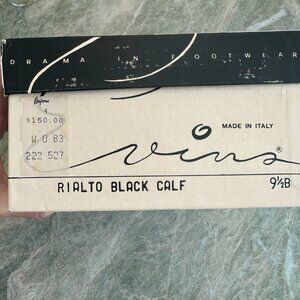 DRAMA IN FOOTWEAR
$150.00
W 0 83
222 527
MADE IN ITALY
vina®
RIALTO BLACK CALF 9½B